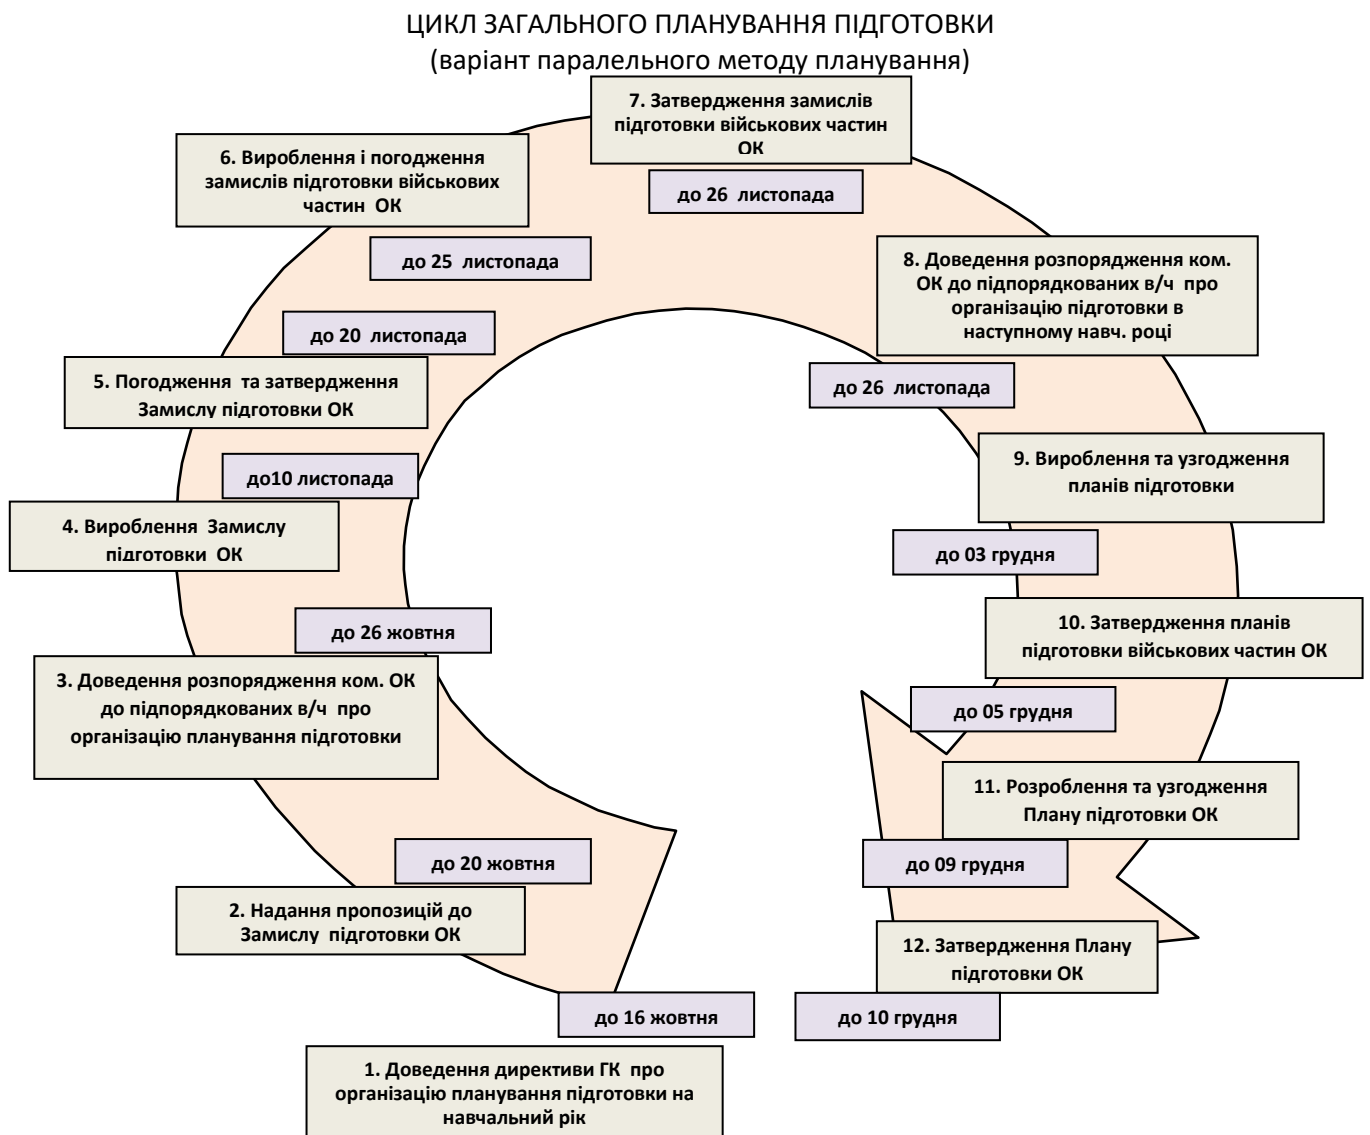 ЦИКЛ ЗАГАЛЬНОГО ПЛАНУВАННЯ ПІДГОТОВКИ
(варіант паралельного методу планування)
7. Затвердження замислів
підготовки військових частин
ОК
до 26 листопада
6. Вироблення і погодження
замислів підготовки військових
частин ОК
до 25 листопада
8. Доведення розпорядження ком.
ОК до підпорядкованих в/ч про
організацію підготовки в
наступному навч. році
до 26 листопада
до 20 листопада
5. Погодження та затвердження
Замислу підготовки ОК
9. Вироблення та узгодження
планів підготовки
до 03 грудня
до10 листопада
4. Вироблення Замислу
підготовки ОК
10. Затвердження планів
підготовки військових частин ОК
до 05 грудня
до 26 жовтня
3. Доведення розпорядження ком. ОК
до підпорядкованих в/ч про
організацію планування підготовки
11. Розроблення та узгодження
Плану підготовки ОК
до 09 грудня
до 20 жовтня
2. Надання пропозицій до
Замислу підготовки ОК
12. Затвердження Плану
підготовки ОК
до 10 грудня
до 16 жовтня
1. Доведення директиви ГК про
організацію планування підготовки на
навчальний рік